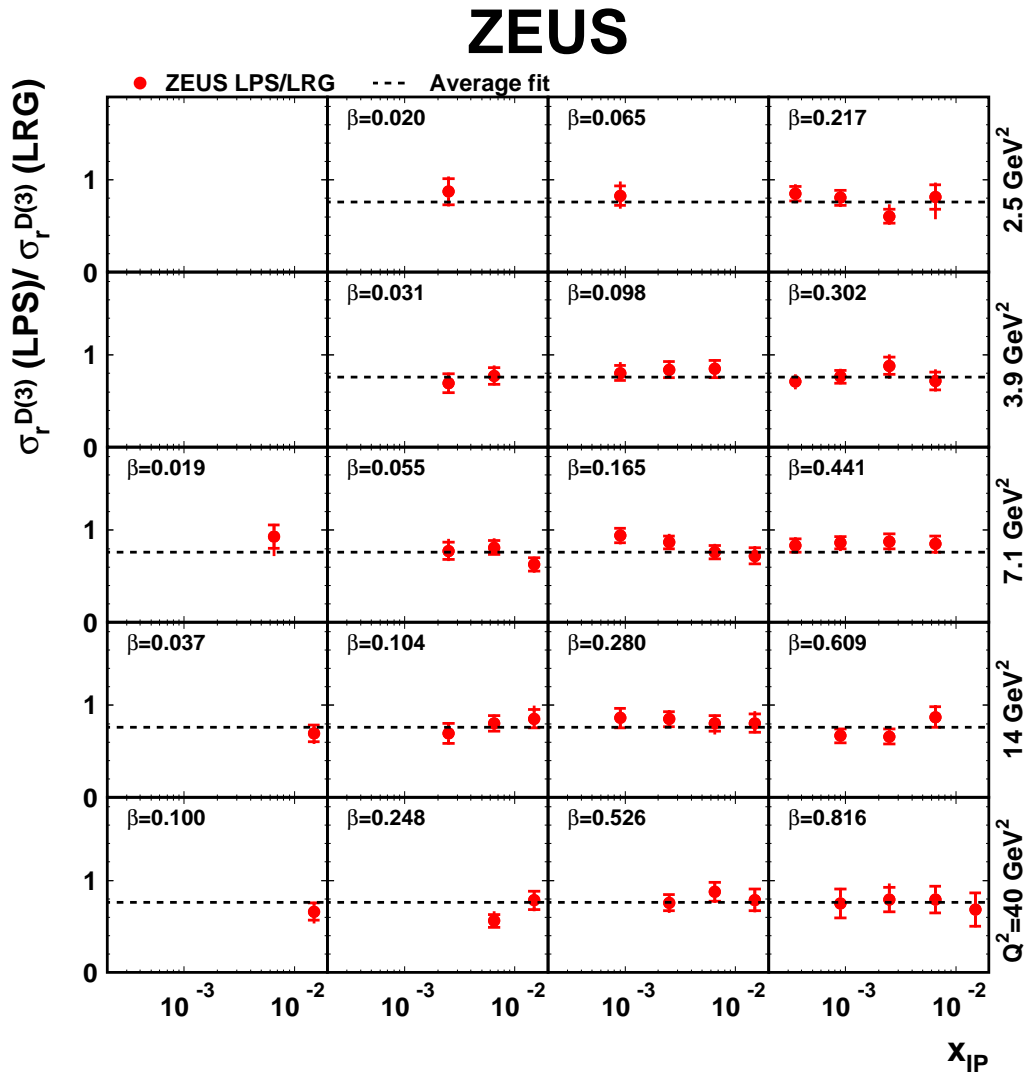 ZEUS
ZEUS LPS/LRG Average fit
σr^D(3) (LPS)/ σr^D(3) (LRG)
β=0.020 β=0.065 β=0.217
1
0
2.5 GeV²
β=0.031 β=0.098 β=0.302
1
0
3.9 GeV²
β=0.019 β=0.055 β=0.165 β=0.441
1
0
7.1 GeV²
β=0.037 β=0.104 β=0.280 β=0.609
1
0
14 GeV²
β=0.100 β=0.248 β=0.526 β=0.816
1
0
Q²=40 GeV²
10⁻³ 10⁻² 10⁻³ 10⁻² 10⁻³ 10⁻² 10⁻³ 10⁻²
x_IP